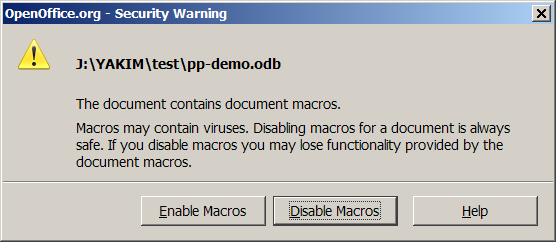 OpenOffice.org - Security Warning
J:\YAKIM\test\pp-demo.odb
The document contains document macros.
Macros may contain viruses. Disabling macros for a document is always
safe. If you disable macros you may lose functionality provided by the
document macros.
Enable Macros Disable Macros Help